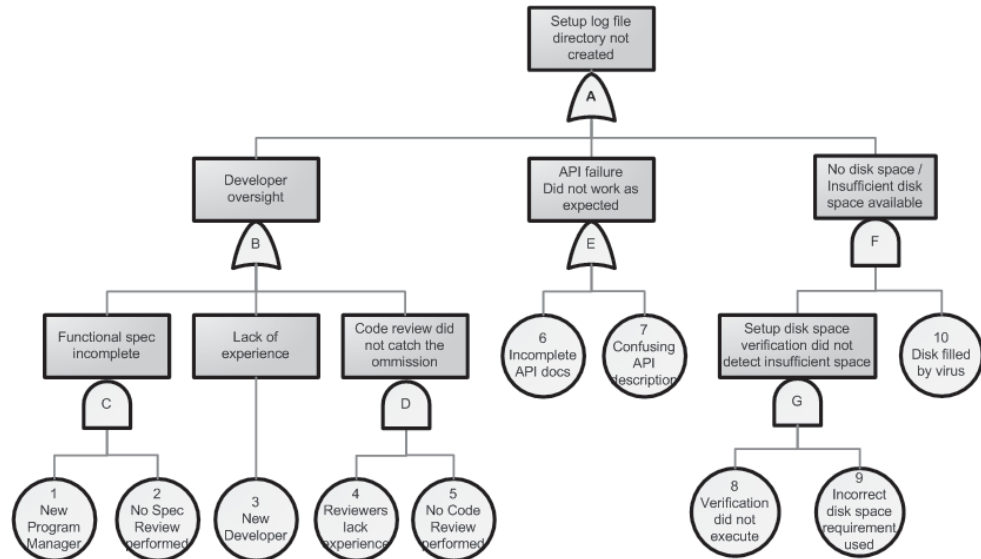 Setup log file
directory not
created
A
Developer
oversight
API failure
Did not work as
expected
No disk space /
Insufficient disk
space available
B
E
F
Functional spec
incomplete
Lack of
experience
Code review did
not catch the
ommission
6
Incomplete
API docs
7
Confusing
API
description
Setup disk space
verification did not
detect insufficient space
10
Disk filled
by virus
C
D
G
1
New
Program
Manager
2
No Spec
Review
performed
3
New
Developer
4
Reviewers
lack
experience
5
No Code
Review
performed
8
Verification
did not
execute
9
Incorrect
disk space
requirement
used